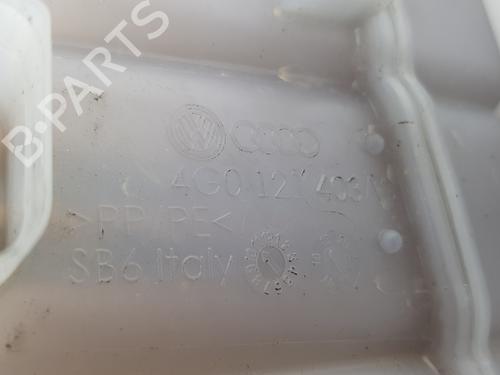 B-PARTS
4G0 121 403
>PP/PE<
SB6 Italy